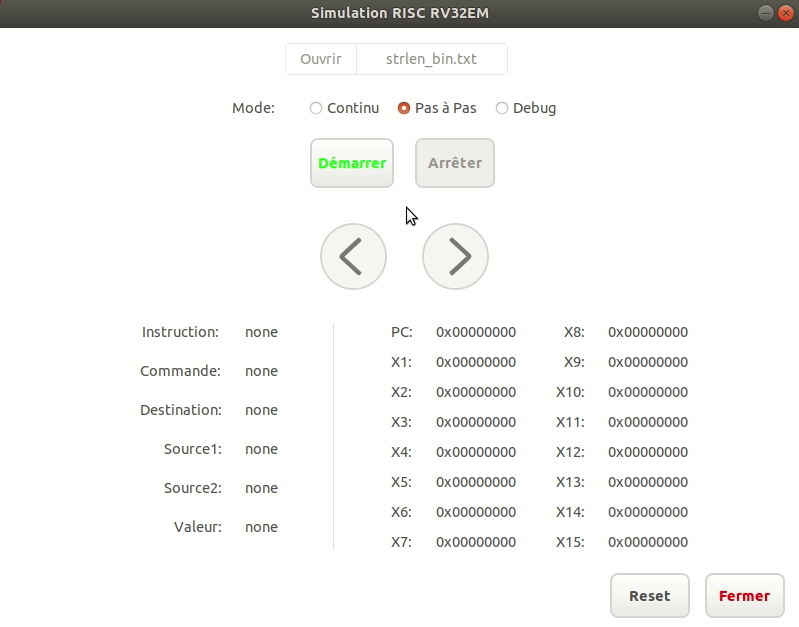 Simulation RISC RV32EM
Ouvrir strlen_bin.txt
Mode: Continu Pas à Pas Debug
Démarrer Arrêter
Instruction: none
Commande: none
Destination: none
Source1: none
Source2: none
Valeur: none
PC: 0x00000000 X8: 0x00000000
X1: 0x00000000 X9: 0x00000000
X2: 0x00000000 X10: 0x00000000
X3: 0x00000000 X11: 0x00000000
X4: 0x00000000 X12: 0x00000000
X5: 0x00000000 X13: 0x00000000
X6: 0x00000000 X14: 0x00000000
X7: 0x00000000 X15: 0x00000000
Reset Fermer